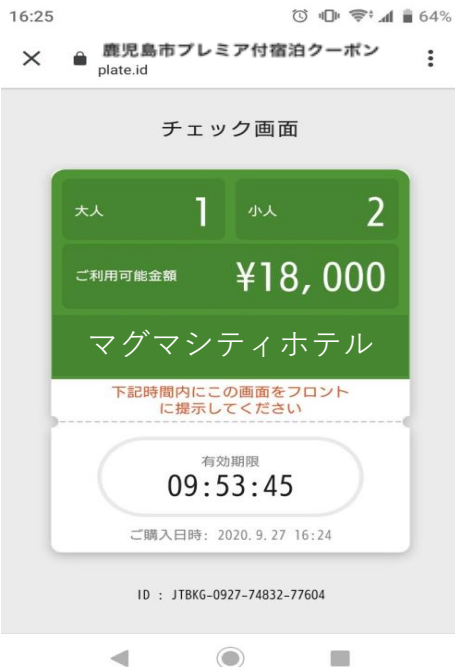 16:25
64%
鹿児島市プレミア付宿泊クーポン
plate.id
チェック画面
大人 1 小人 2
ご利用可能金額 ¥18,000
マグマシティホテル
下記時間内にこの画面をフロント
に提示してください
有効期限
09:53:45
ご購入日時: 2020.9.27 16:24
ID : JTBKG-0927-74832-77604